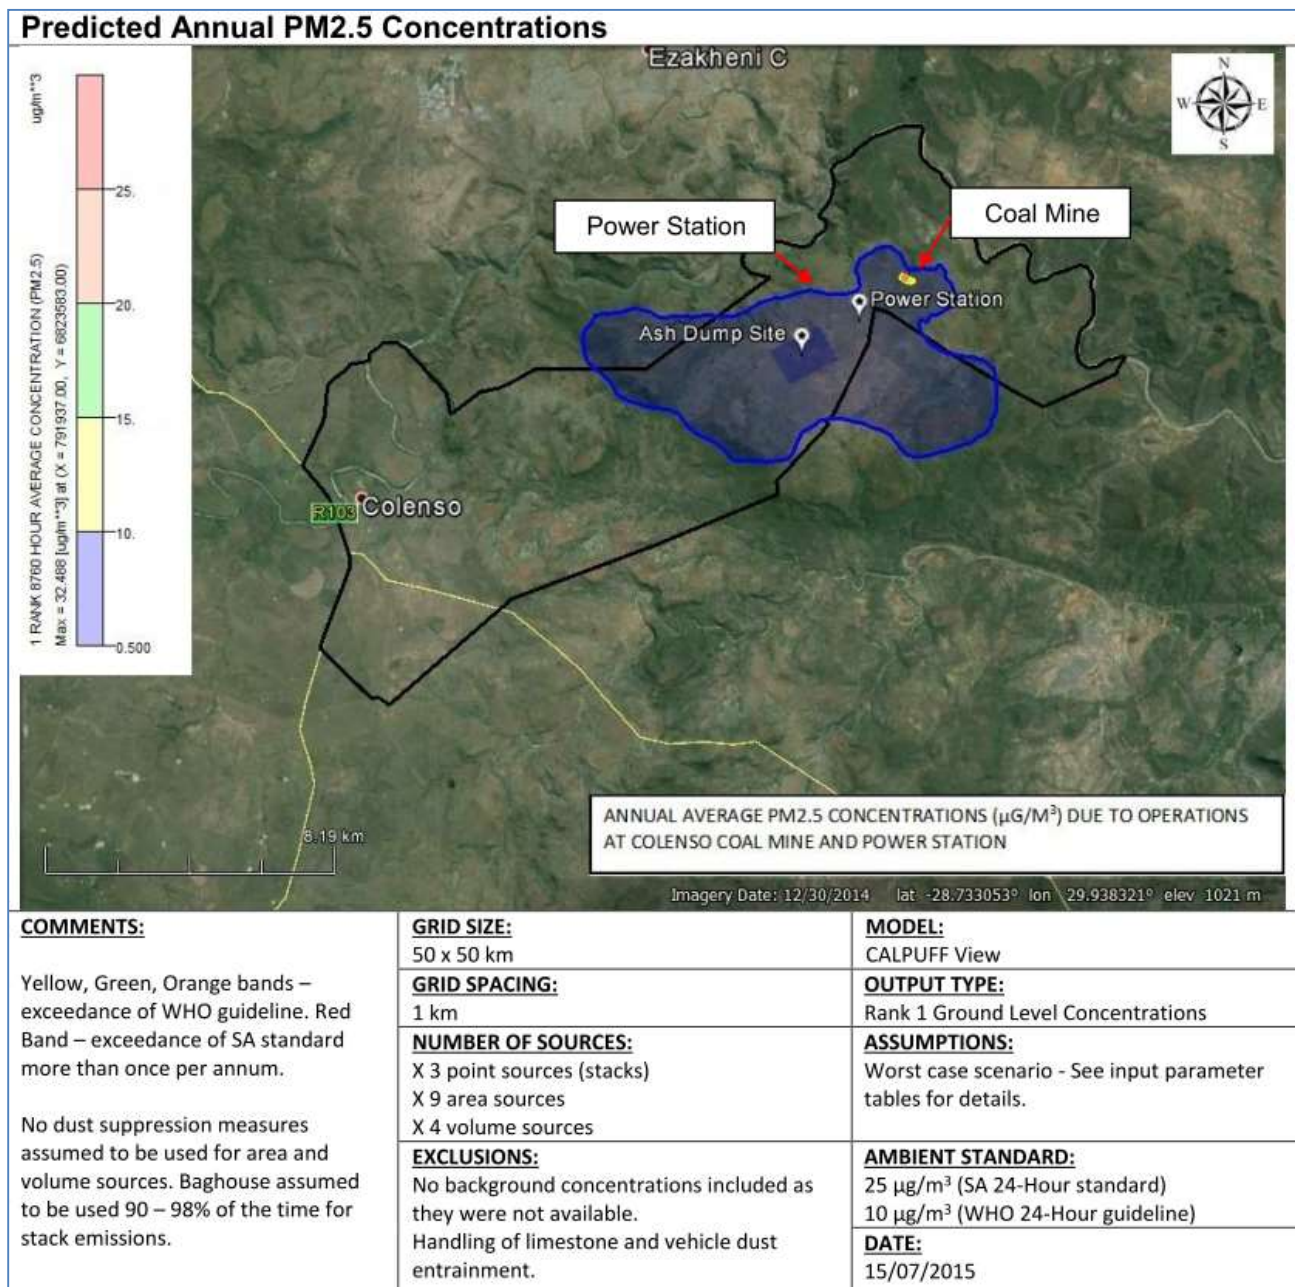 Predicted Annual PM2.5 Concentrations
ug/m**3
1 RANK 8760 HOUR AVERAGE CONCENTRATION (PM2.5)
Max = 32.488 [ug/m**3] at (X = 791937.00, Y = 6823583.00)
25.
20.
15.
10.
0.500
Ezakheni C
N
W
E
S
Power Station
Coal Mine
Power Station
Ash Dump Site
R103
Colenso
8.19 km
ANNUAL AVERAGE PM2.5 CONCENTRATIONS (µG/M³) DUE TO OPERATIONS
AT COLENSO COAL MINE AND POWER STATION
Imagery Date: 12/30/2014 lat -28.733053° lon 29.938321° elev 1021 m
COMMENTS:
Yellow, Green, Orange bands –
exceedance of WHO guideline. Red
Band – exceedance of SA standard
more than once per annum.
No dust suppression measures
assumed to be used for area and
volume sources. Baghouse assumed
to be used 90 – 98% of the time for
stack emissions.
GRID SIZE:
50 x 50 km
GRID SPACING:
1 km
NUMBER OF SOURCES:
X 3 point sources (stacks)
X 9 area sources
X 4 volume sources
EXCLUSIONS:
No background concentrations included as
they were not available.
Handling of limestone and vehicle dust
entrainment.
MODEL:
CALPUFF View
OUTPUT TYPE:
Rank 1 Ground Level Concentrations
ASSUMPTIONS:
Worst case scenario - See input parameter
tables for details.
AMBIENT STANDARD:
25 µg/m³ (SA 24-Hour standard)
10 µg/m³ (WHO 24-Hour guideline)
DATE:
15/07/2015